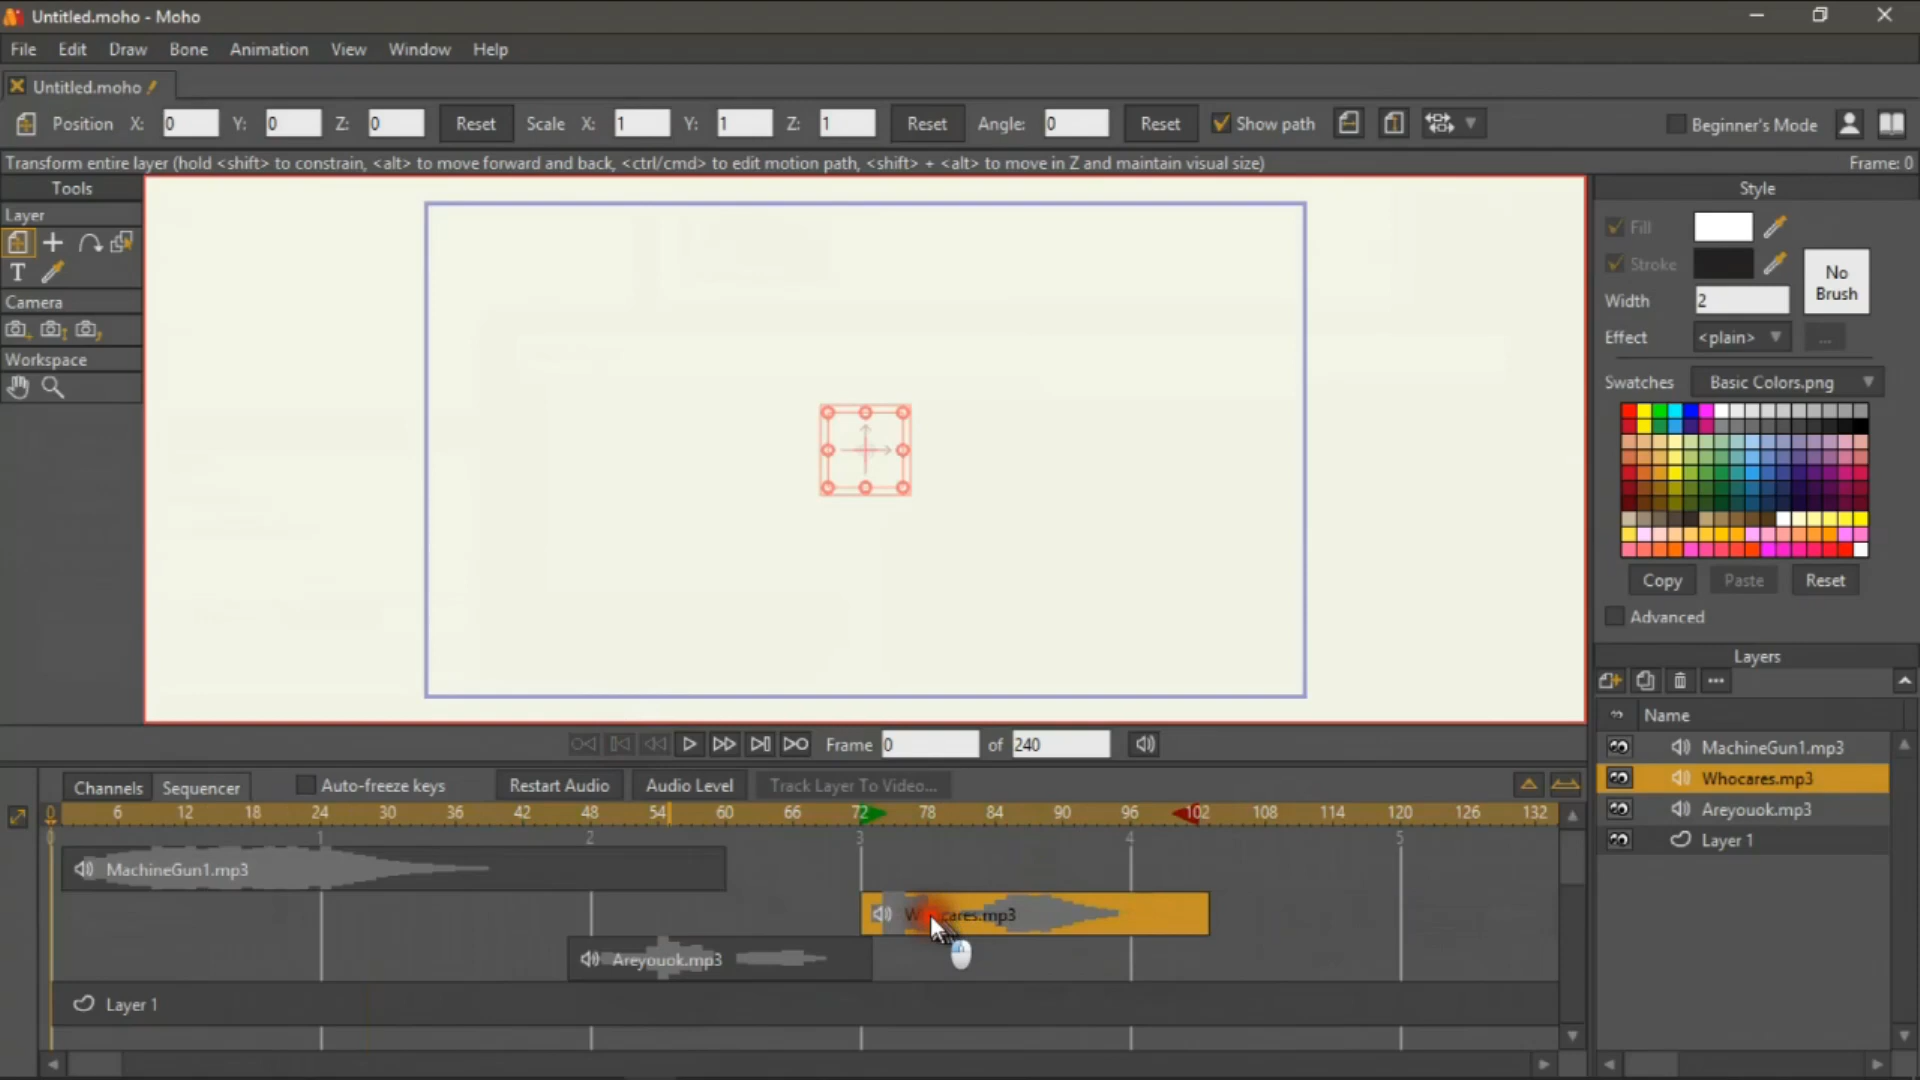 Untitled.moho - Moho
File Edit Draw Bone Animation View Window Help
Untitled.moho
Position X: 0 Y: 0 Z: 0 Reset Scale X: 1 Y: 1 Z: 1 Reset Angle: 0 Reset Show path Beginner's Mode
Transform entire layer (hold <shift> to constrain, <alt> to move forward and back, <ctrl/cmd> to edit motion path, <shift> + <alt> to move in Z and maintain visual size) Frame: 0
Tools
Layer
T
Camera
Workspace
Style
Fill
Stroke
No
Brush
Width 2
Effect <plain> ...
Swatches Basic Colors.png
Copy Paste Reset
Advanced
Layers
Name
MachineGun1.mp3
Whocares.mp3
Areyouok.mp3
Layer 1
Frame 0 of 240
Channels Sequencer Auto-freeze keys Restart Audio Audio Level Track Layer To Video...
0 6 12 18 24 30 36 42 48 54 60 66 72 78 84 90 96 102 108 114 120 126 132
0 1 2 3 4 5
MachineGun1.mp3
cares.mp3
Areyouok.mp3
Layer 1